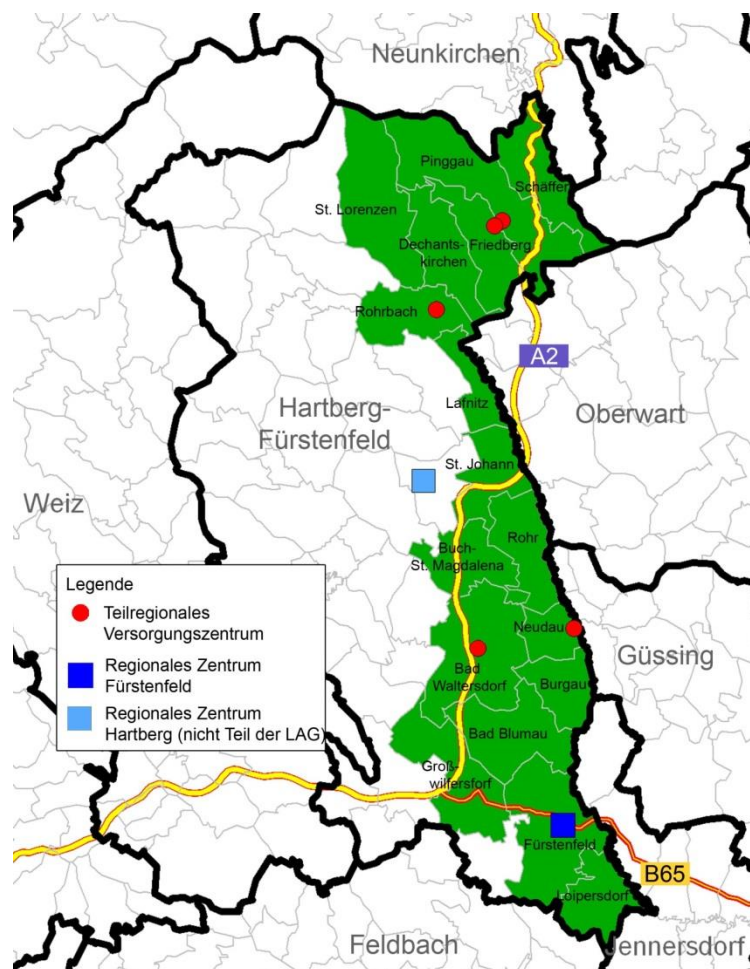 Neunkirchen
Pinggau
Schäffern
St. Lorenzen
Dechants-
kirchen
Friedberg
Rohrbach
A2
Lafnitz
Hartberg-
Fürstenfeld
Oberwart
St. Johann
Weiz
Rohr
Buch-
St. Magdalena
Legende
Teilregionales
Versorgungszentrum
Regionales Zentrum
Fürstenfeld
Regionales Zentrum
Hartberg (nicht Teil der LAG)
Neudau
Güssing
Bad
Waltersdorf
Burgau
Bad Blumau
Groß-
wilfersforf
Fürstenfeld
B65
Loipersdorf
Feldbach
Jennersdorf